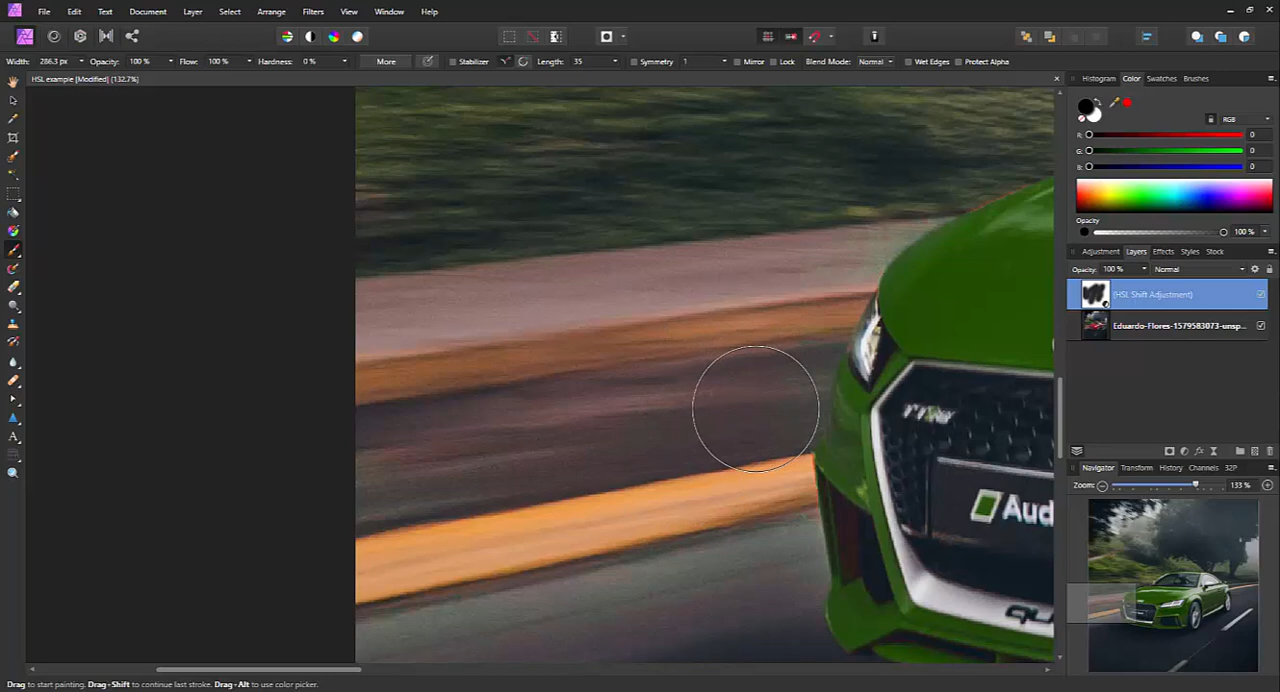 File Edit Text Document Layer Select Arrange Filters View Window Help
Width: 286.3 px Opacity: 100 % Flow: 100 % Hardness: 0 % More Stabilizer Length: 35 Symmetry 1 Mirror Lock Blend Mode: Normal Wet Edges Protect Alpha
HSL example [Modified] (132.7%)
Histogram Color Swatches Brushes
RGB
R: 0
G: 0
B: 0
Opacity
100 %
Adjustment Layers Effects Styles Stock
Opacity: 100 % Normal
(HSL Shift Adjustment)
Eduardo-Flores-1579583073-unsp...
Navigator Transform History Channels 32P
Zoom: 133 %
Aud
Drag to start painting. Drag+Shift to continue last stroke. Drag+Alt to use color picker.